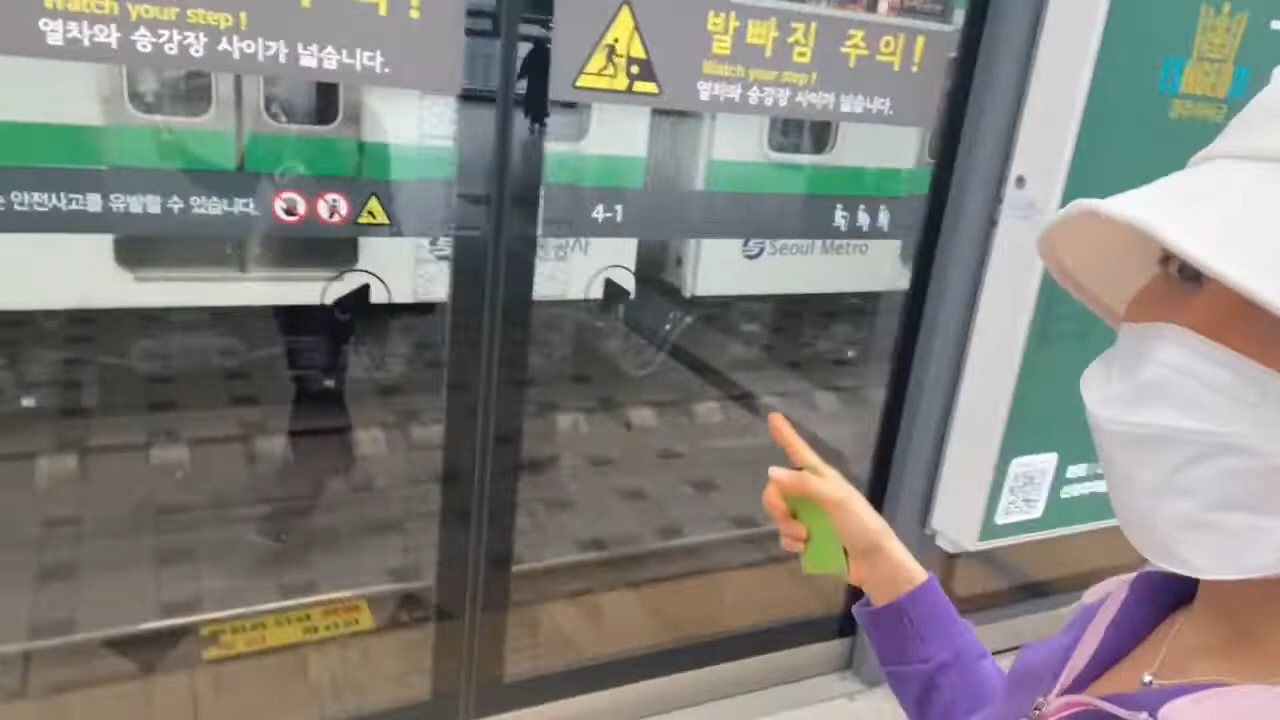 주의!
Watch your step !
열차와 승강장 사이가 넓습니다.
발빠짐 주의!
Watch your step !
열차와 승강장 사이가 넓습니다.
안전사고를 유발할 수 있습니다.
4-1
Seoul Metro